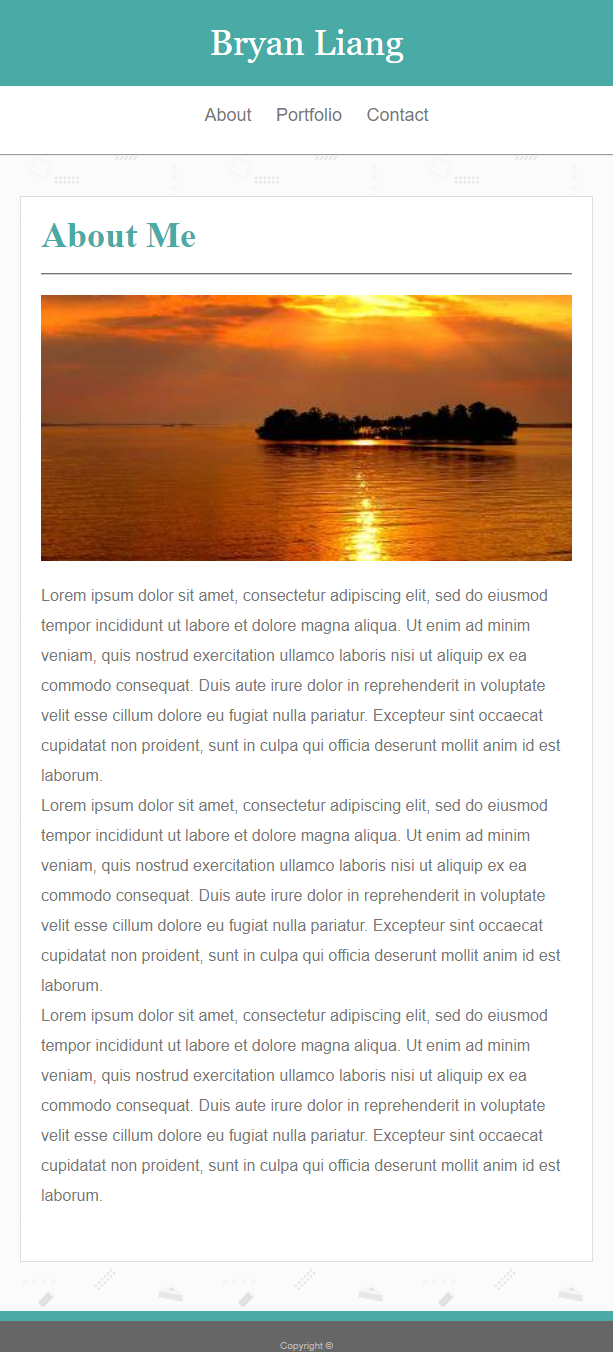 Bryan Liang
About Portfolio Contact
About Me
Lorem ipsum dolor sit amet, consectetur adipiscing elit, sed do eiusmod
tempor incididunt ut labore et dolore magna aliqua. Ut enim ad minim
veniam, quis nostrud exercitation ullamco laboris nisi ut aliquip ex ea
commodo consequat. Duis aute irure dolor in reprehenderit in voluptate
velit esse cillum dolore eu fugiat nulla pariatur. Excepteur sint occaecat
cupidatat non proident, sunt in culpa qui officia deserunt mollit anim id est
laborum.
Lorem ipsum dolor sit amet, consectetur adipiscing elit, sed do eiusmod
tempor incididunt ut labore et dolore magna aliqua. Ut enim ad minim
veniam, quis nostrud exercitation ullamco laboris nisi ut aliquip ex ea
commodo consequat. Duis aute irure dolor in reprehenderit in voluptate
velit esse cillum dolore eu fugiat nulla pariatur. Excepteur sint occaecat
cupidatat non proident, sunt in culpa qui officia deserunt mollit anim id est
laborum.
Lorem ipsum dolor sit amet, consectetur adipiscing elit, sed do eiusmod
tempor incididunt ut labore et dolore magna aliqua. Ut enim ad minim
veniam, quis nostrud exercitation ullamco laboris nisi ut aliquip ex ea
commodo consequat. Duis aute irure dolor in reprehenderit in voluptate
velit esse cillum dolore eu fugiat nulla pariatur. Excepteur sint occaecat
cupidatat non proident, sunt in culpa qui officia deserunt mollit anim id est
laborum.
Copyright ©